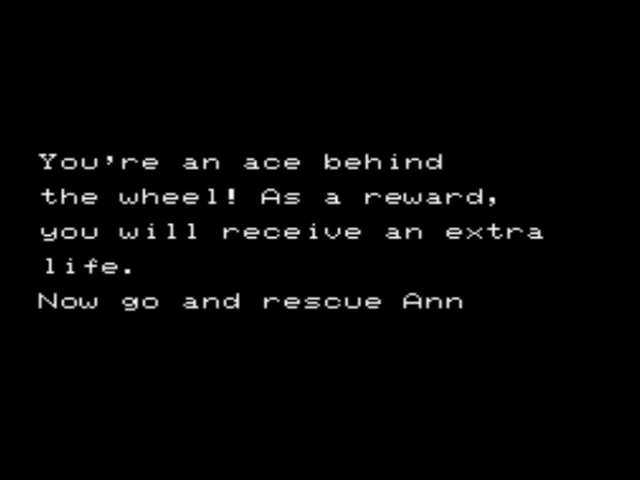 You're an ace behind
the wheel! As a reward,
you will receive an extra
life.
Now go and rescue Ann